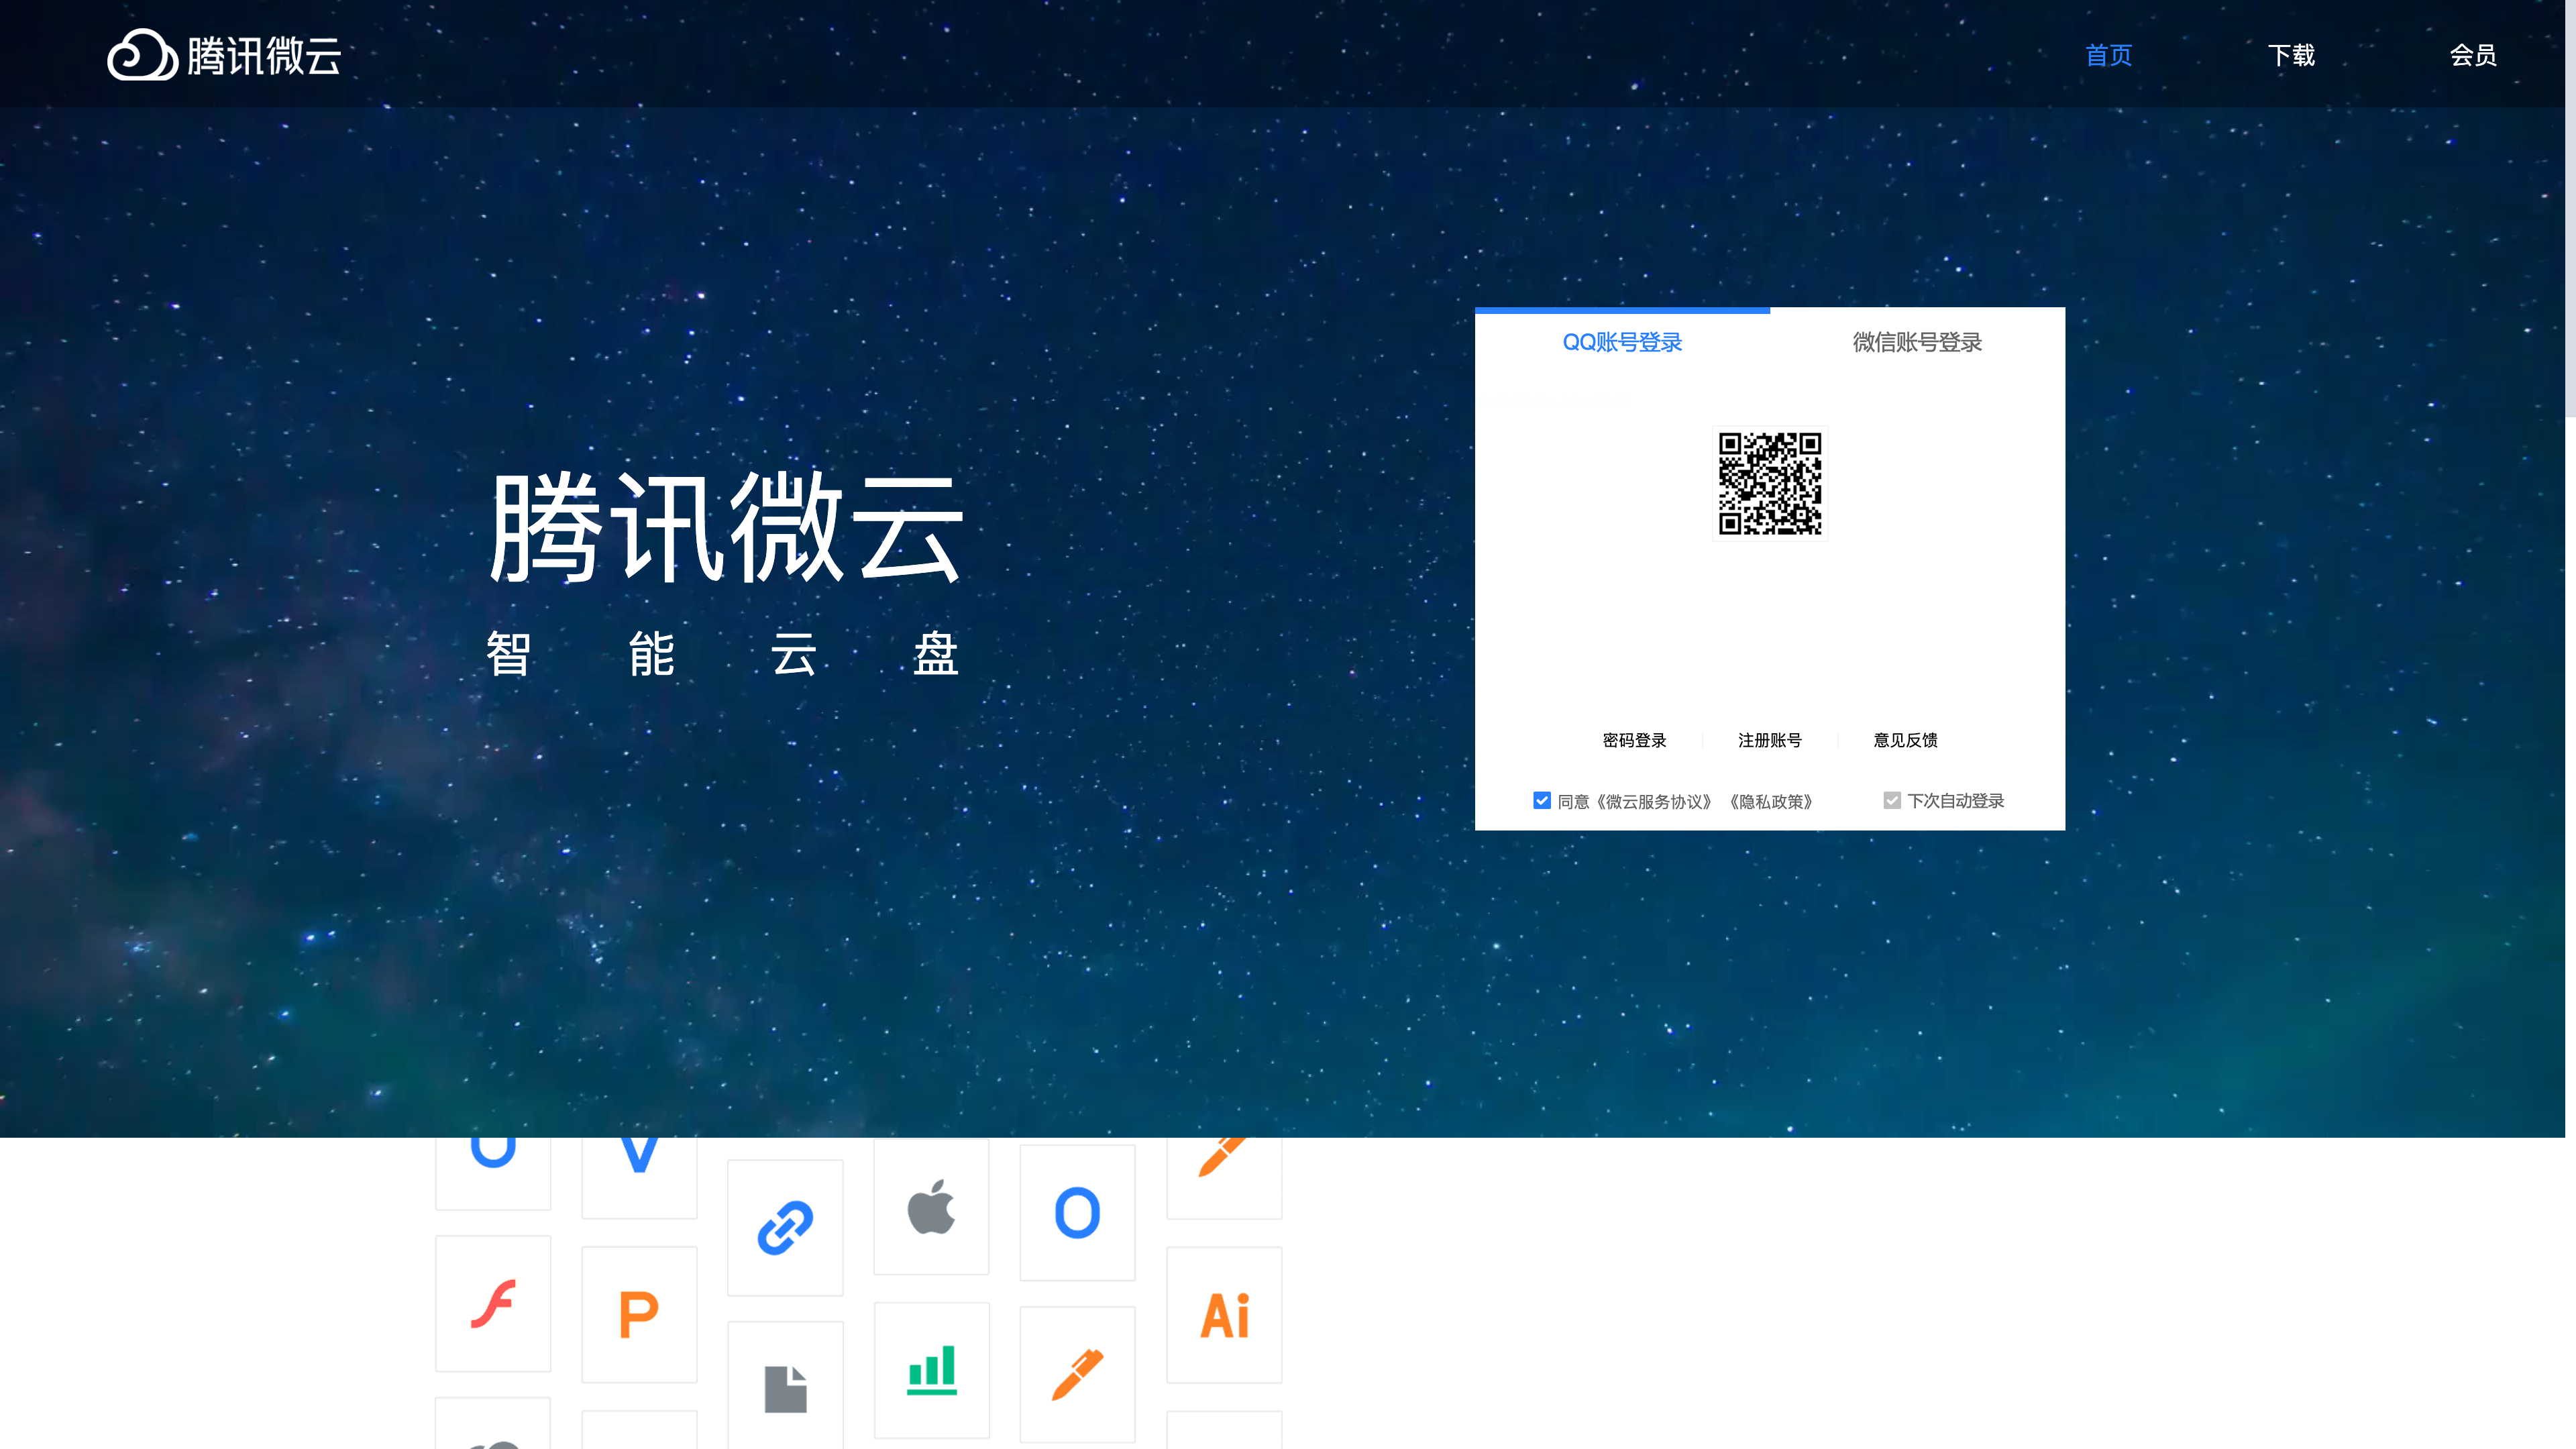 腾讯微云
首页 下载 会员
QQ账号登录 微信账号登录
腾讯微云
智能云盘
密码登录 注册账号 意见反馈
同意《微云服务协议》 《隐私政策》 下次自动登录
V
O
P
Ai